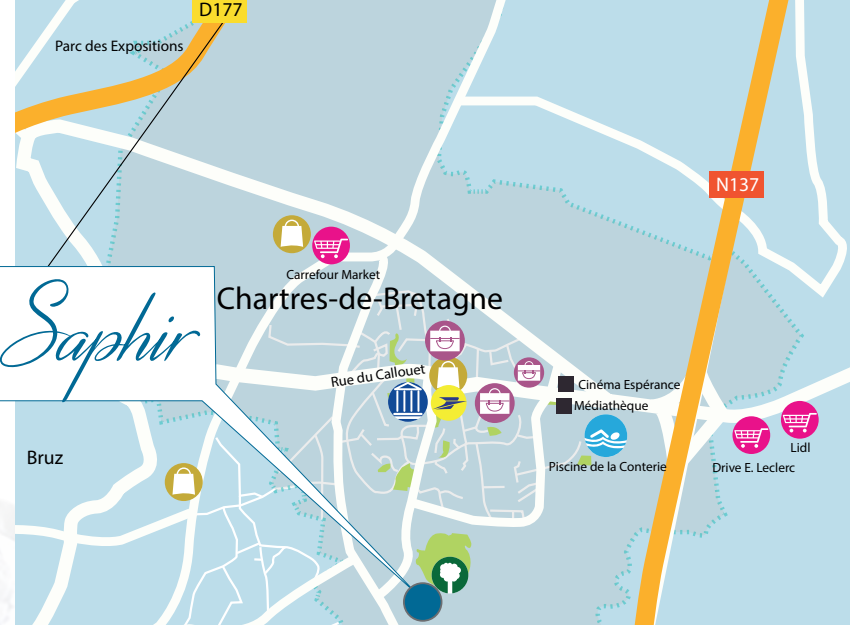 D177
Parc des Expositions
N137
Carrefour Market
Chartres-de-Bretagne
Saphir
Rue du Callouet
Cinéma Espérance
Médiathèque
Piscine de la Conterie
Lidl
Drive E. Leclerc
Bruz